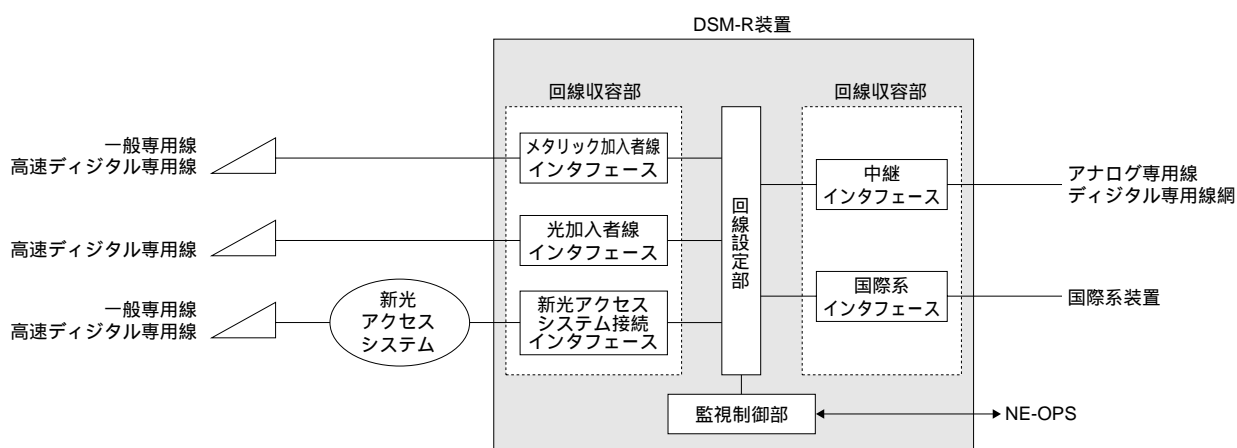 DSM-R装置
回線収容部
回線収容部
一般専用線
高速ディジタル専用線
メタリック加入者線
インタフェース
中継
インタフェース
アナログ専用線
ディジタル専用線網
高速ディジタル専用線
光加入者線
インタフェース
回線設定部
国際系
インタフェース
国際系装置
一般専用線
高速ディジタル専用線
新光
アクセス
システム
新光アクセス
システム接続
インタフェース
監視制御部
NE-OPS